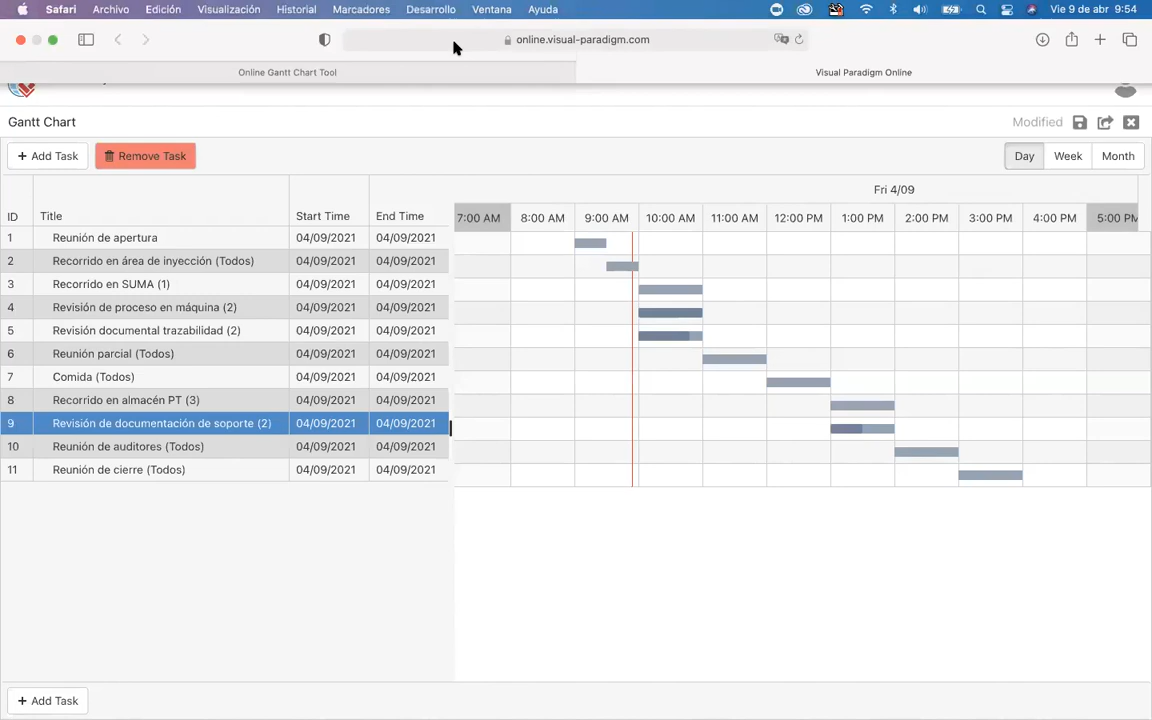 Safari Archivo Edición Visualización Historial Marcadores Desarrollo Ventana Ayuda Vie 9 de abr 9:54
online.visual-paradigm.com
Online Gantt Chart Tool Visual Paradigm Online
Gantt Chart Modified
+ Add Task Remove Task Day Week Month
Fri 4/09
ID Title Start Time End Time 7:00 AM 8:00 AM 9:00 AM 10:00 AM 11:00 AM 12:00 PM 1:00 PM 2:00 PM 3:00 PM 4:00 PM 5:00 PM
1 Reunión de apertura 04/09/2021 04/09/2021
2 Recorrido en área de inyección (Todos) 04/09/2021 04/09/2021
3 Recorrido en SUMA (1) 04/09/2021 04/09/2021
4 Revisión de proceso en máquina (2) 04/09/2021 04/09/2021
5 Revisión documental trazabilidad (2) 04/09/2021 04/09/2021
6 Reunión parcial (Todos) 04/09/2021 04/09/2021
7 Comida (Todos) 04/09/2021 04/09/2021
8 Recorrido en almacén PT (3) 04/09/2021 04/09/2021
9 Revisión de documentación de soporte (2) 04/09/2021 04/09/2021
10 Reunión de auditores (Todos) 04/09/2021 04/09/2021
11 Reunión de cierre (Todos) 04/09/2021 04/09/2021
+ Add Task